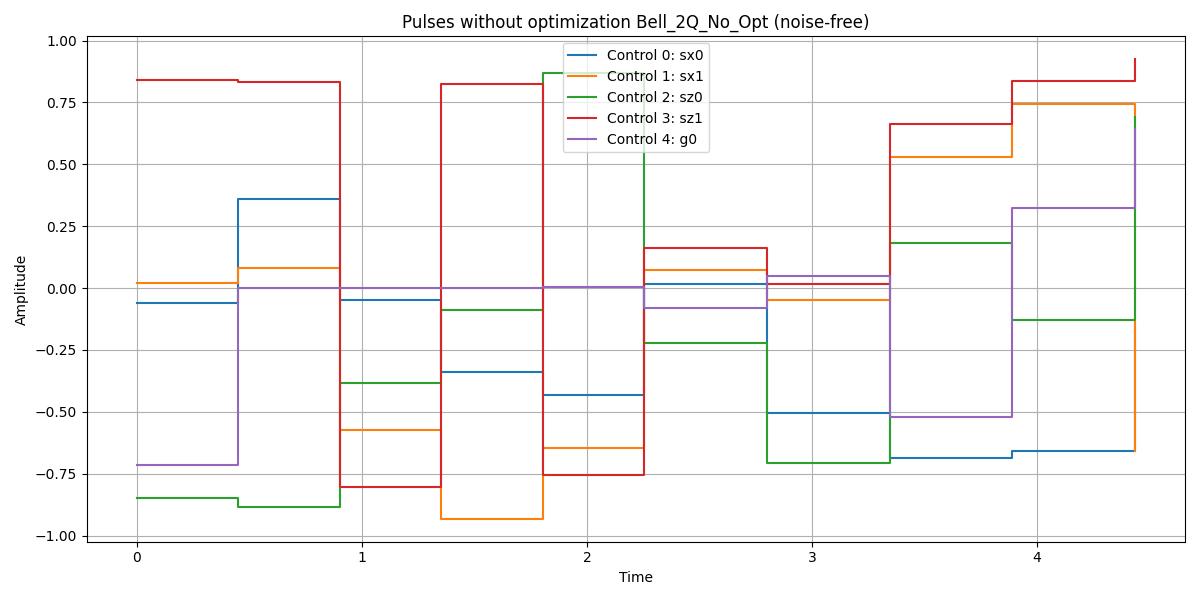 Pulses without optimization Bell_2Q_No_Opt (noise-free)
1.00
0.75
0.50
0.25
0.00
−0.25
−0.50
−0.75
−1.00
Amplitude
Control 0: sx0
Control 1: sx1
Control 2: sz0
Control 3: sz1
Control 4: g0
0
1
2
3
4
Time